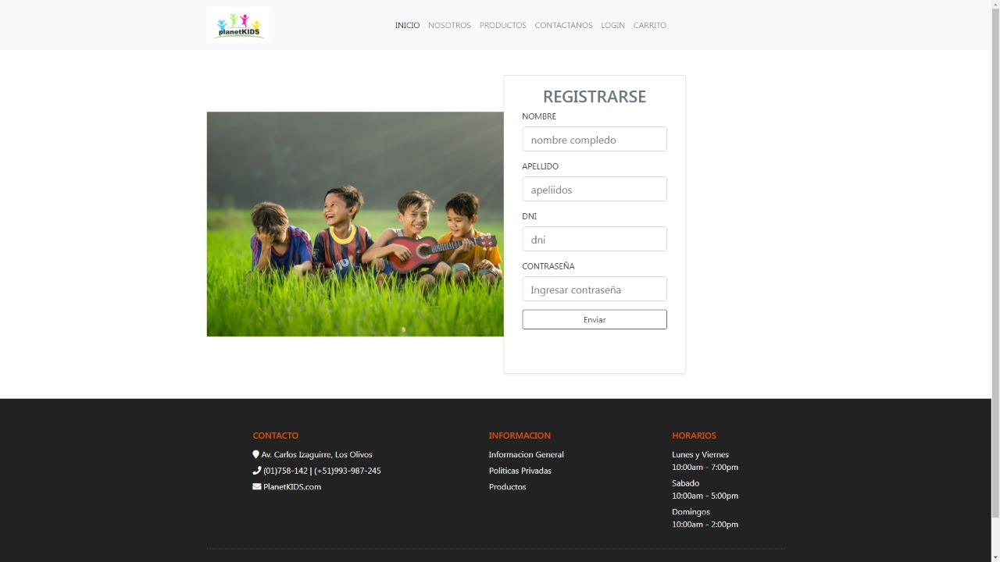 planetKIDS
INICIO NOSOTROS PRODUCTOS CONTACTANOS LOGIN CARRITO
REGISTRARSE
NOMBRE
nombre compledo
APELLIDO
apeliidos
DNI
dni
CONTRASEÑA
Ingresar contraseña
Enviar
CONTACTO
Av. Carlos Izaguirre, Los Olivos
(01)758-142 | (+51)993-987-245
PlanetKIDS.com
INFORMACION
Informacion General
Politicas Privadas
Productos
HORARIOS
Lunes y Viernes
10:00am - 7:00pm
Sabado
10:00am - 5:00pm
Domingos
10:00am - 2:00pm